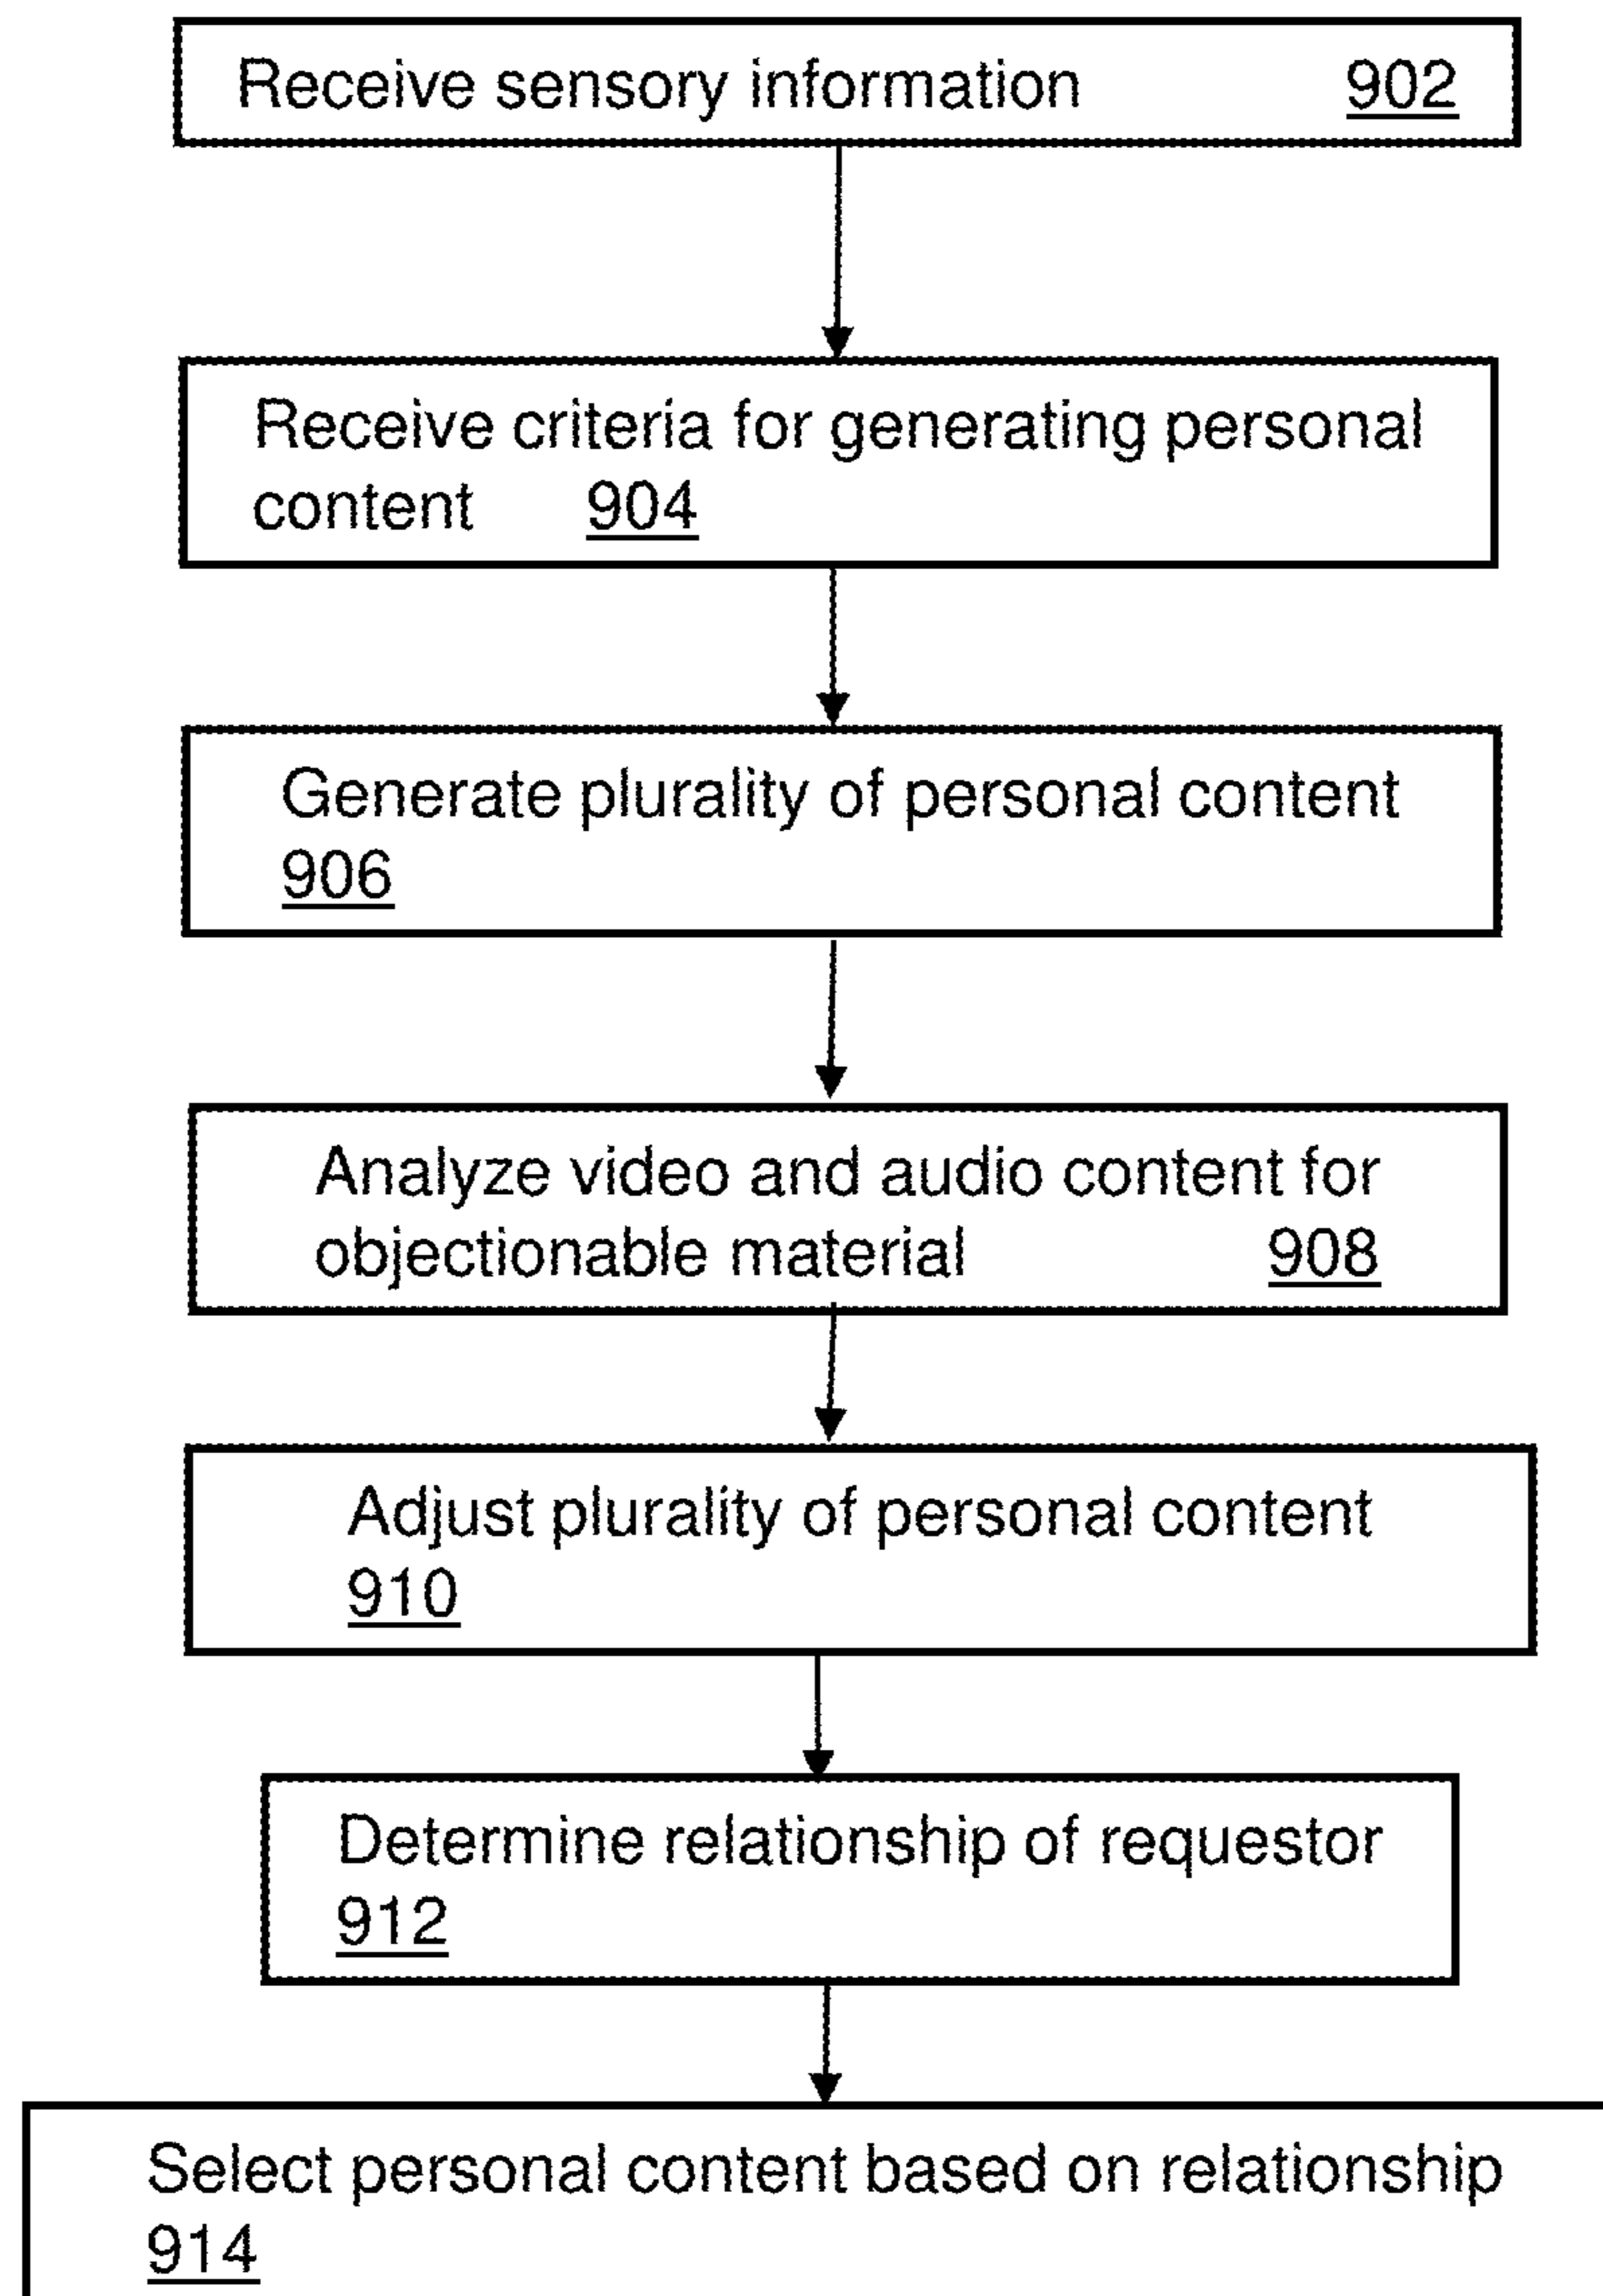 Receive sensory information 902
Receive criteria for generating personal
content 904
Generate plurality of personal content
906
Analyze video and audio content for
objectionable material 908
Adjust plurality of personal content
910
Determine relationship of requestor
912
Select personal content based on relationship
914